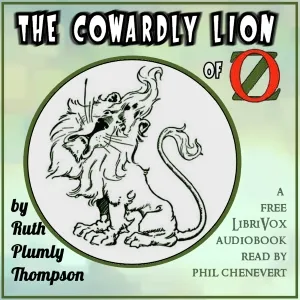 THE COWARDLY LION
OF OZ
by
Ruth
Plumly
Thompson
A
FREE
LIBRIVOX
AUDIOBOOK
READ BY
PHIL CHENEVERT